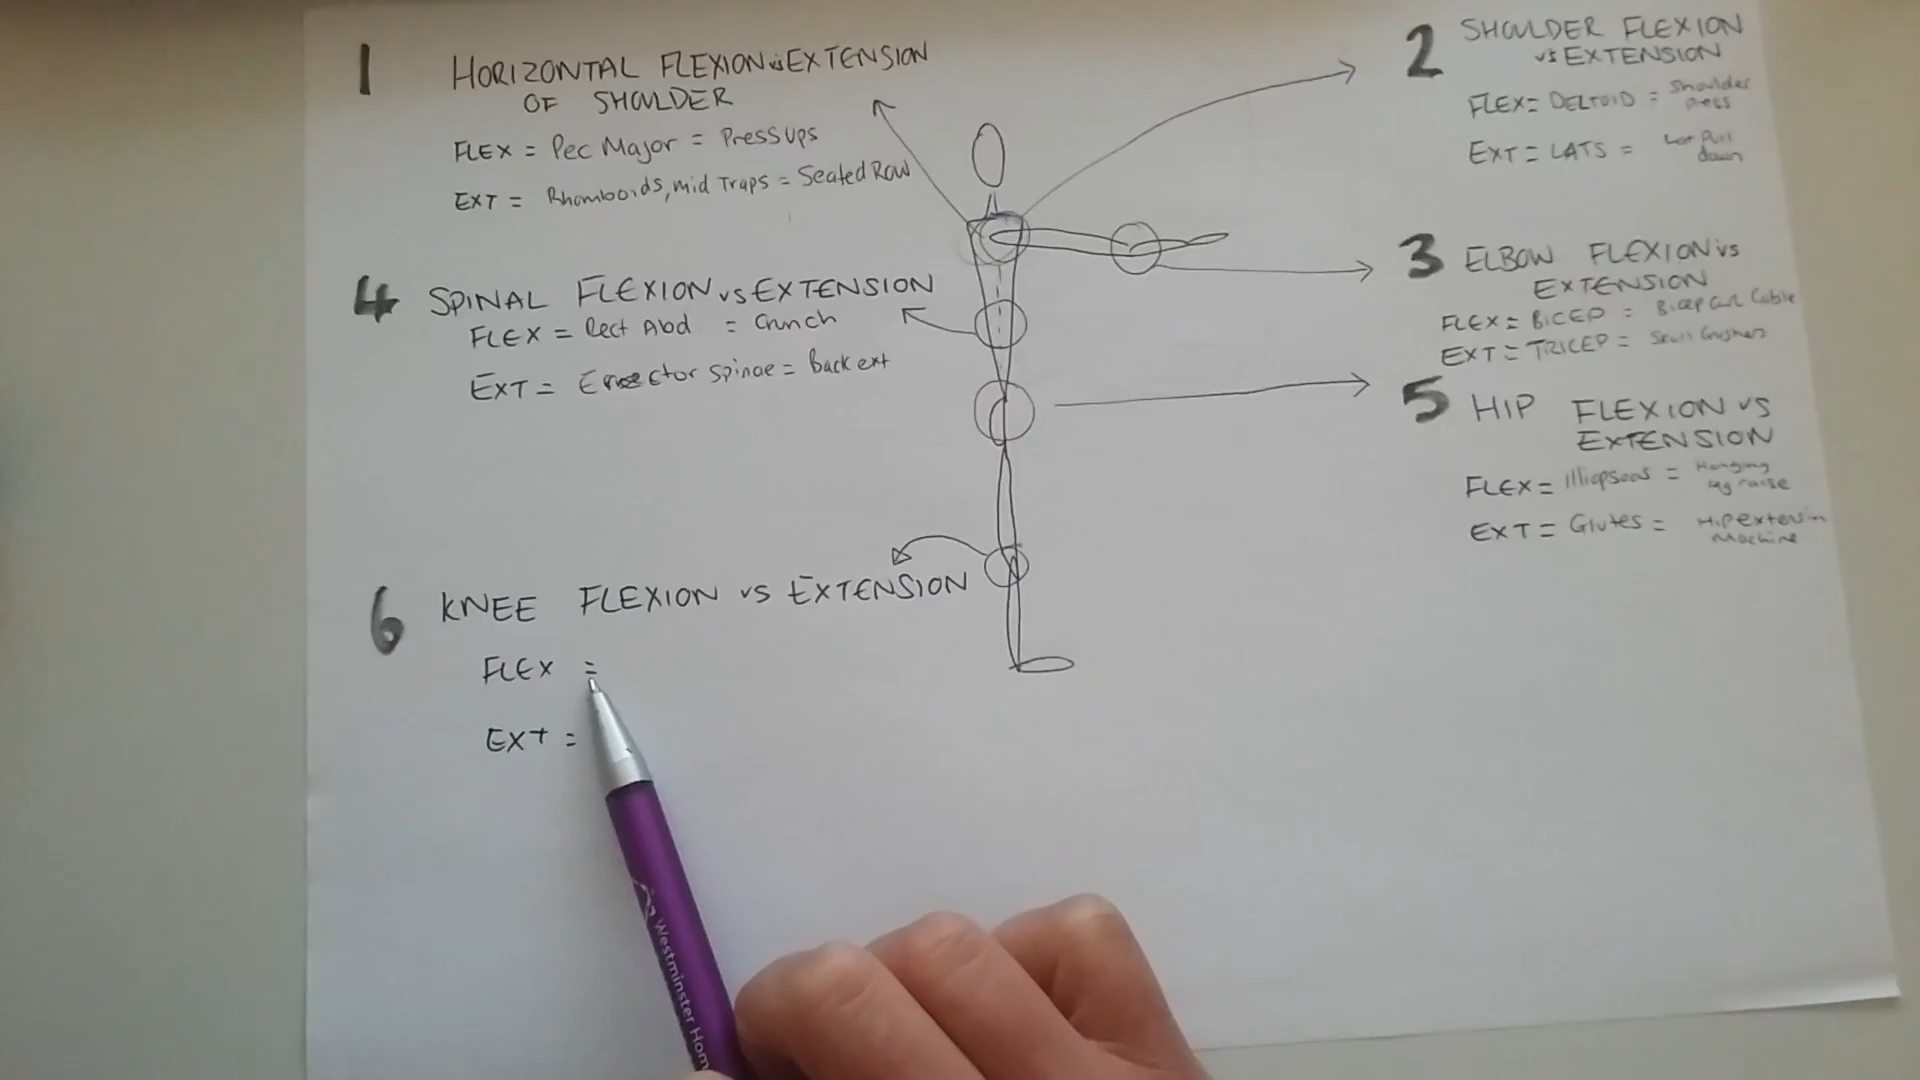 1
HORIZONTAL FLEXION vs EXTENSION
OF SHOULDER
FLEX = Pec Major = Press ups
EXT = Rhomboids, mid Traps = Seated Row
2
SHOULDER FLEXION
vs EXTENSION
FLEX = DELTOID = Shoulder
press
EXT = LATS = Lat Pull
down
3
ELBOW FLEXION vs
EXTENSION
FLEX = BICEP = Bicep Curl Cable
EXT = TRICEP = Skull Crushers
4
SPINAL FLEXION vs EXTENSION
FLEX = Rect Abd = Crunch
EXT = Erector Spinae = Back ext
5
HIP FLEXION VS
EXTENSION
FLEX = Illiopsoas = Hanging
leg raise
EXT = Glutes = Hip extension
Machine
6
KNEE FLEXION vs EXTENSION
FLEX =
EXT =
Westminster Hom